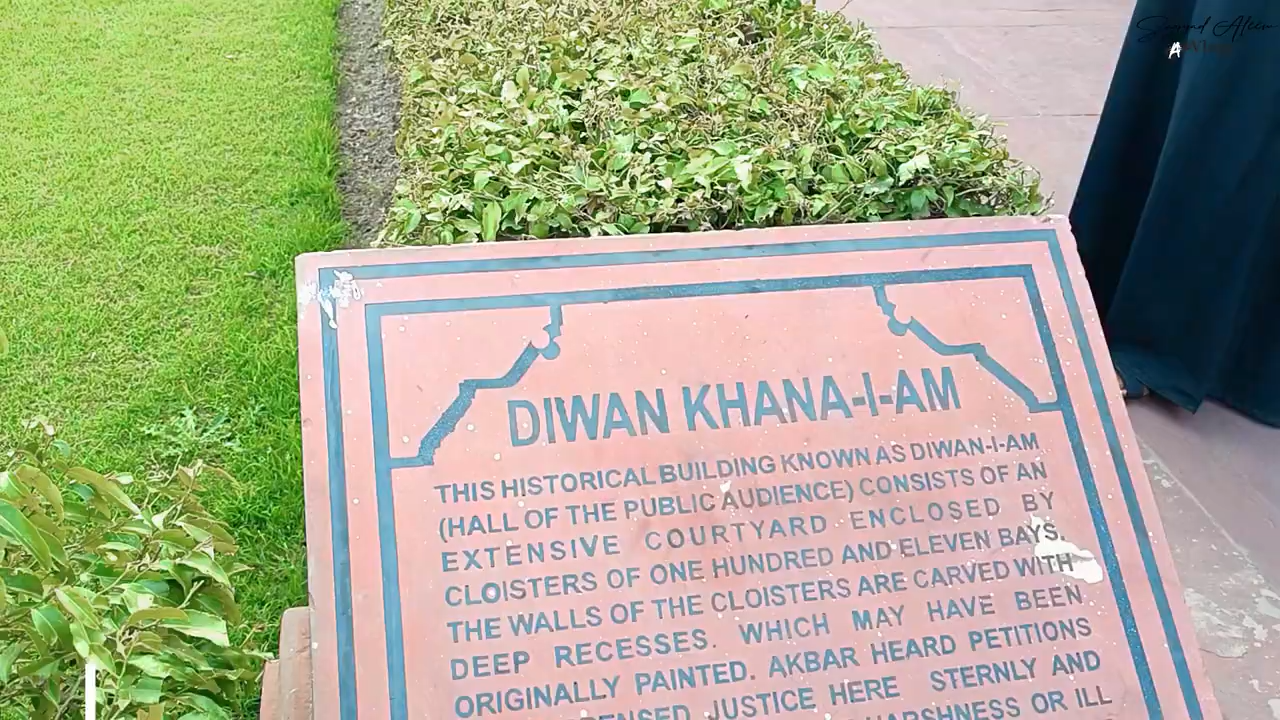 DIWAN KHANA-I-AM
THIS HISTORICAL BUILDING KNOWN AS DIWAN-I-AM
(HALL OF THE PUBLIC AUDIENCE) CONSISTS OF AN
EXTENSIVE COURTYARD ENCLOSED BY
CLOISTERS OF ONE HUNDRED AND ELEVEN BAYS.
THE WALLS OF THE CLOISTERS ARE CARVED WITH
DEEP RECESSES. WHICH MAY HAVE BEEN
ORIGINALLY PAINTED. AKBAR HEARD PETITIONS
JUSTICE HERE STERNLY AND
HARSHNESS OR ILL